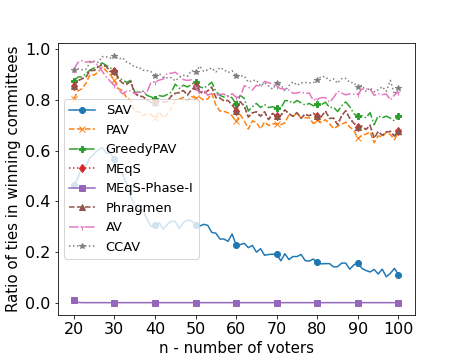 Ratio of ties in winning committees
1.0
0.8
0.6
0.4
0.2
0.0
SAV
PAV
GreedyPAV
MEqS
MEqS-Phase-I
Phragmen
AV
CCAV
20 30 40 50 60 70 80 90 100
n - number of voters